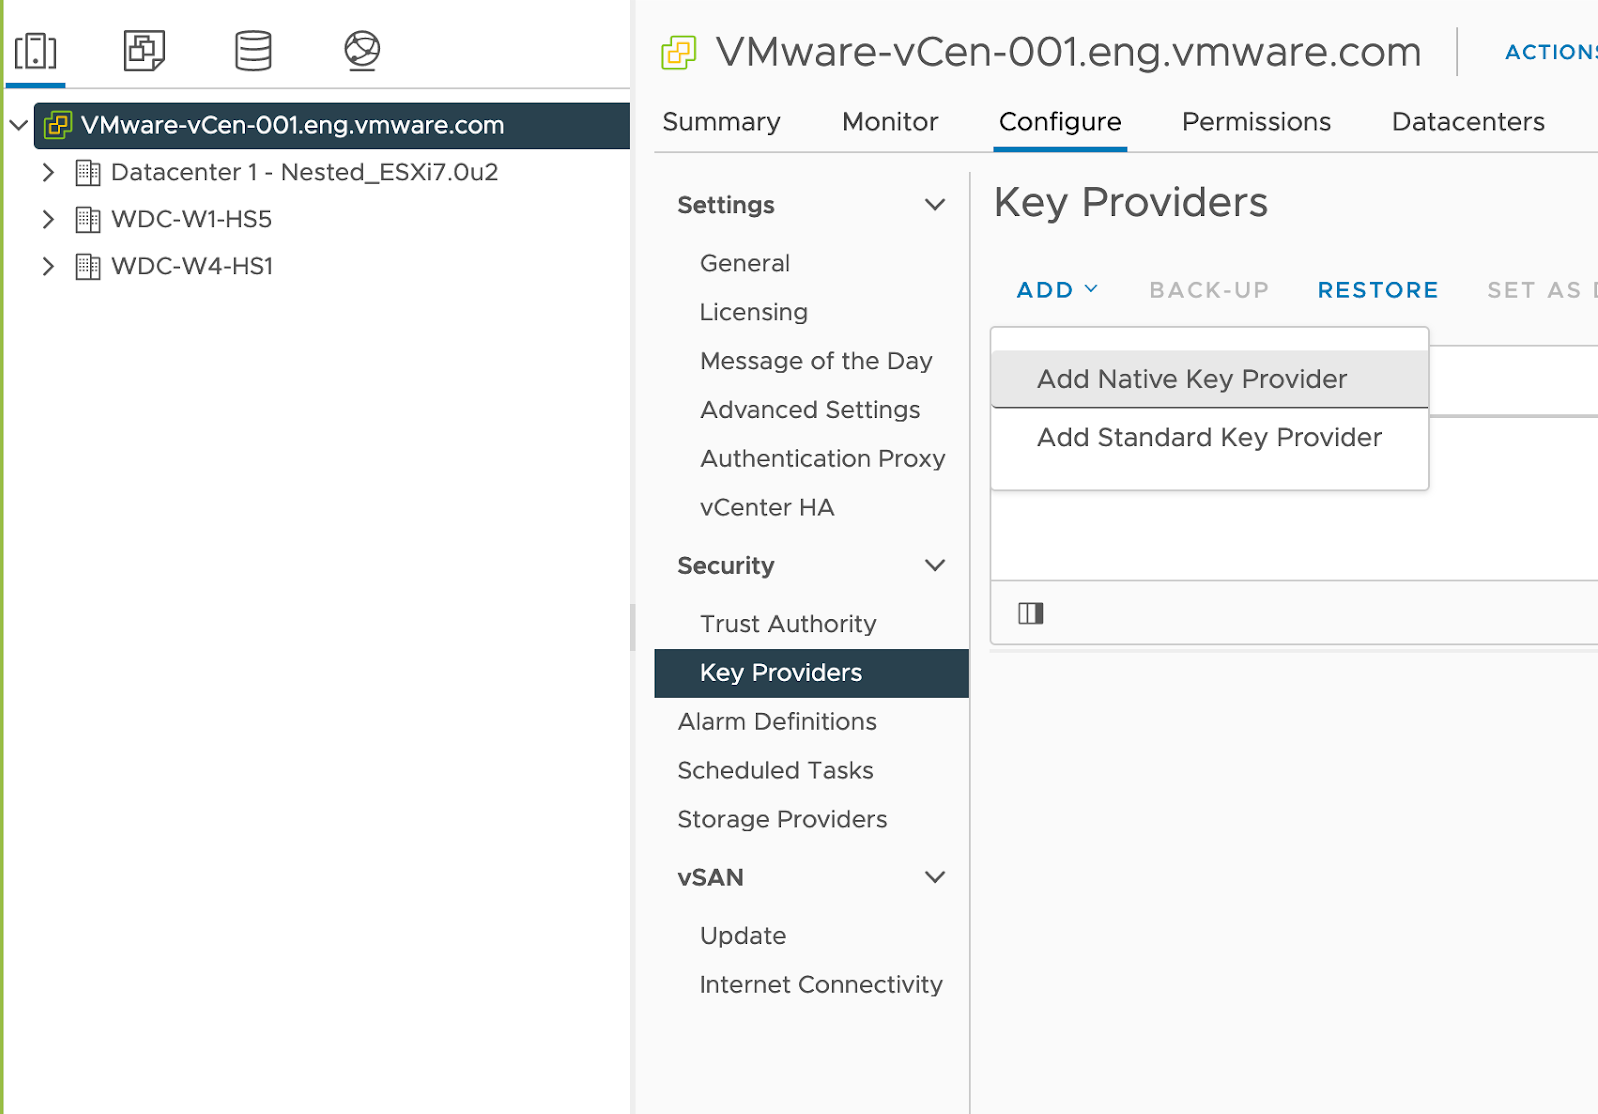 VMware-vCen-001.eng.vmware.com
Datacenter 1 - Nested_ESXi7.0u2
WDC-W1-HS5
WDC-W4-HS1
VMware-vCen-001.eng.vmware.com
ACTIONS
Summary Monitor Configure Permissions Datacenters
Settings
General
Licensing
Message of the Day
Advanced Settings
Authentication Proxy
vCenter HA
Security
Trust Authority
Key Providers
Alarm Definitions
Scheduled Tasks
Storage Providers
vSAN
Update
Internet Connectivity
Key Providers
ADD BACK-UP RESTORE SET AS
Add Native Key Provider
Add Standard Key Provider